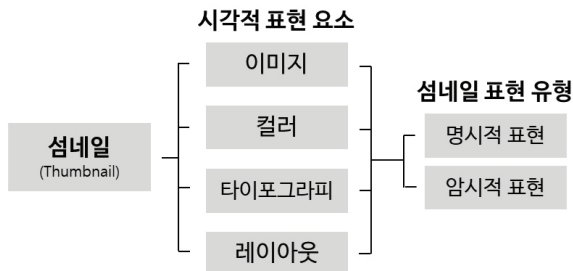 시각적 표현 요소
이미지
컬러
타이포그라피
레이아웃
섬네일
(Thumbnail)
섬네일 표현 유형
명시적 표현
암시적 표현